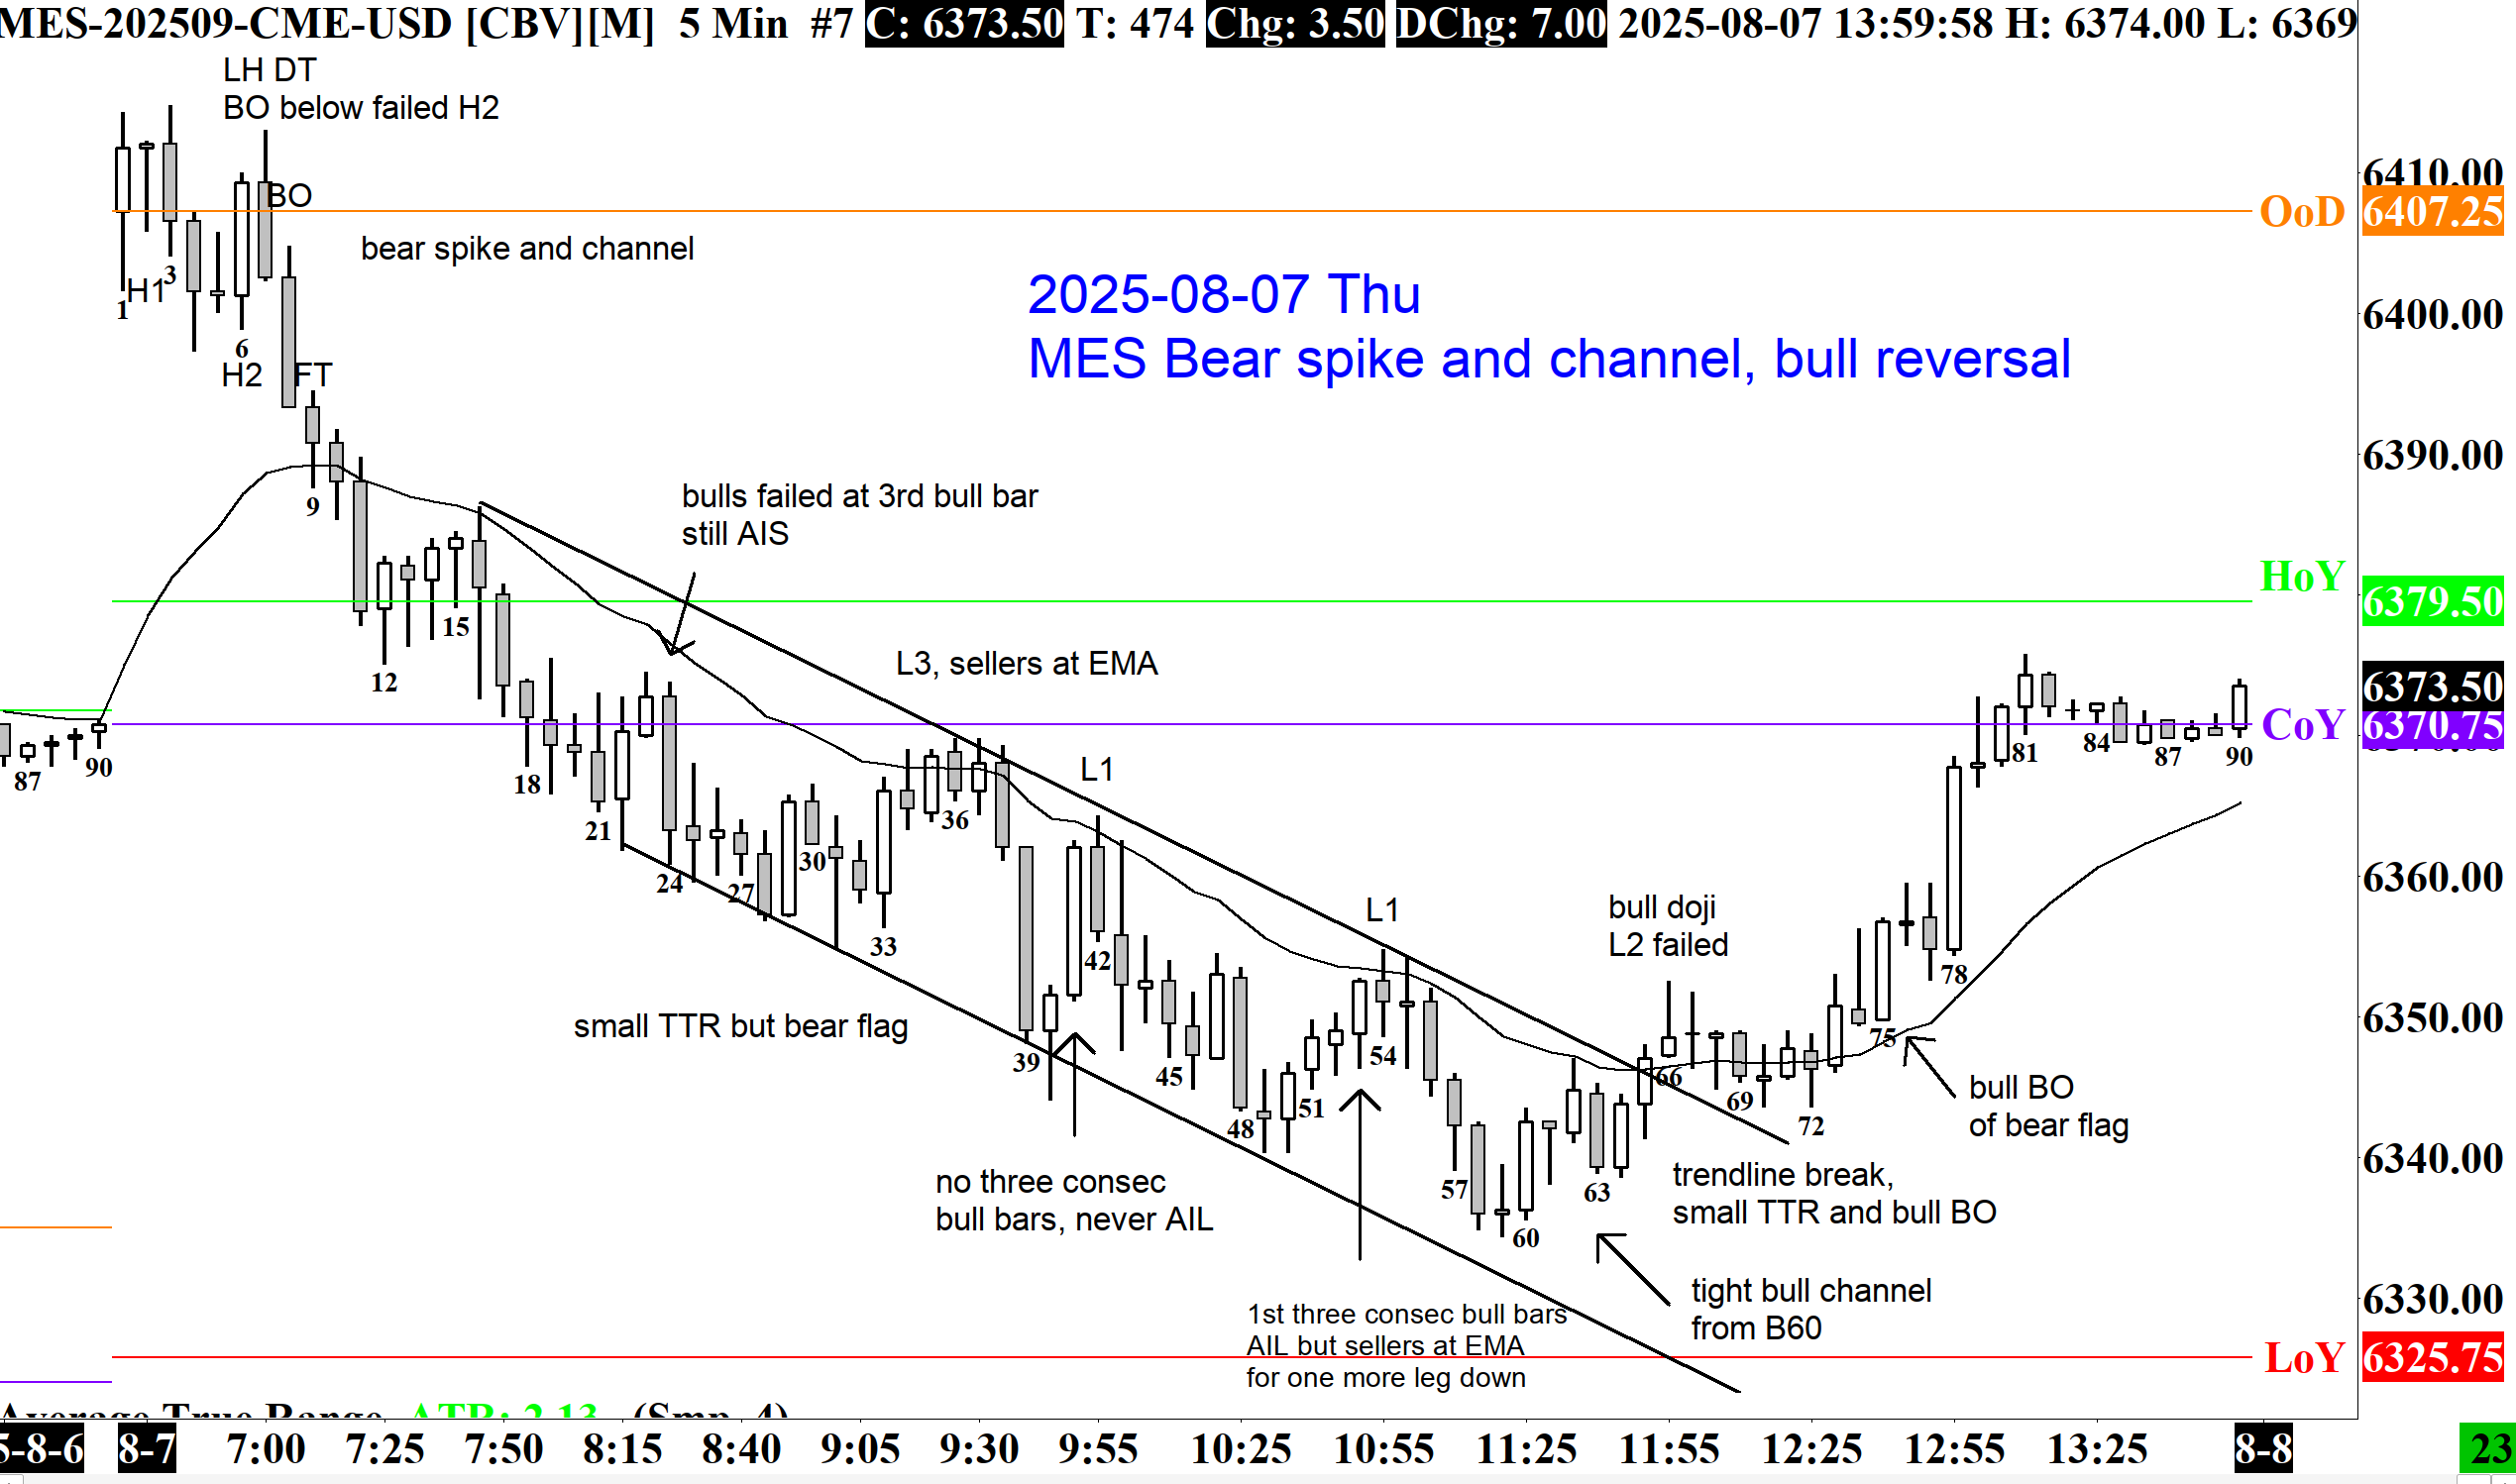 MES-202509-CME-USD [CBV][M]  5 Min  #7 C: 6373.50 T: 474 Chg: 3.50 DChg: 7.00 2025-08-07 13:59:58 H: 6374.00 L: 6369
LH DT
BO below failed H2
BO
bear spike and channel
2025-08-07 Thu
MES Bear spike and channel, bull reversal
H1
3
1
6
H2
FT
9
bulls failed at 3rd bull bar
still AIS
15
12
L3, sellers at EMA
L1
87
90
18
21
24
27
30
33
36
small TTR but bear flag
39
42
45
48
51
54
57
60
63
66
69
72
75
78
81
84
87
90
L1
bull doji
L2 failed
no three consec
bull bars, never AIL
bull BO
of bear flag
trendline break,
small TTR and bull BO
tight bull channel
from B60
1st three consec bull bars
AIL but sellers at EMA
for one more leg down
6410.00
OoD 6407.25
6400.00
6390.00
HoY 6379.50
6373.50
CoY 6370.75
6360.00
6350.00
6340.00
6330.00
LoY 6325.75
Average True Range  ATR: 2.13  (Smp, 4)
5-8-6 8-7 7:00 7:25 7:50 8:15 8:40 9:05 9:30 9:55 10:25 10:55 11:25 11:55 12:25 12:55 13:25 8-8 23